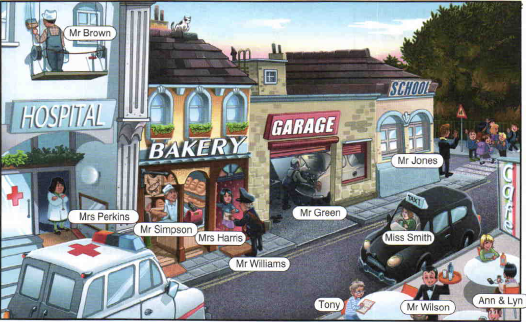 Mr Brown
HOSPITAL
BAKERY
GARAGE
SCHOOL
Mr Jones
Mrs Perkins
Mr Simpson
Mrs Harris
Mr Green
TAXI
Miss Smith
Mr Williams
Cafe
Tony
Mr Wilson
Ann & Lyn